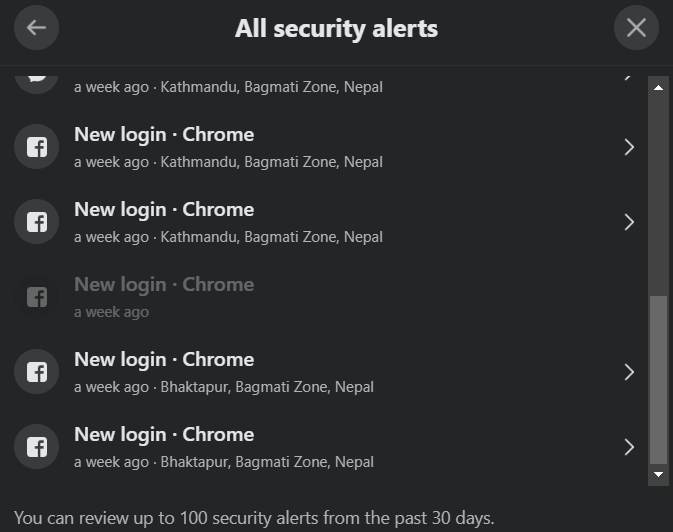 All security alerts
a week ago · Kathmandu, Bagmati Zone, Nepal
New login · Chrome
a week ago · Kathmandu, Bagmati Zone, Nepal
New login · Chrome
a week ago · Kathmandu, Bagmati Zone, Nepal
New login · Chrome
a week ago
New login · Chrome
a week ago · Bhaktapur, Bagmati Zone, Nepal
New login · Chrome
a week ago · Bhaktapur, Bagmati Zone, Nepal
You can review up to 100 security alerts from the past 30 days.